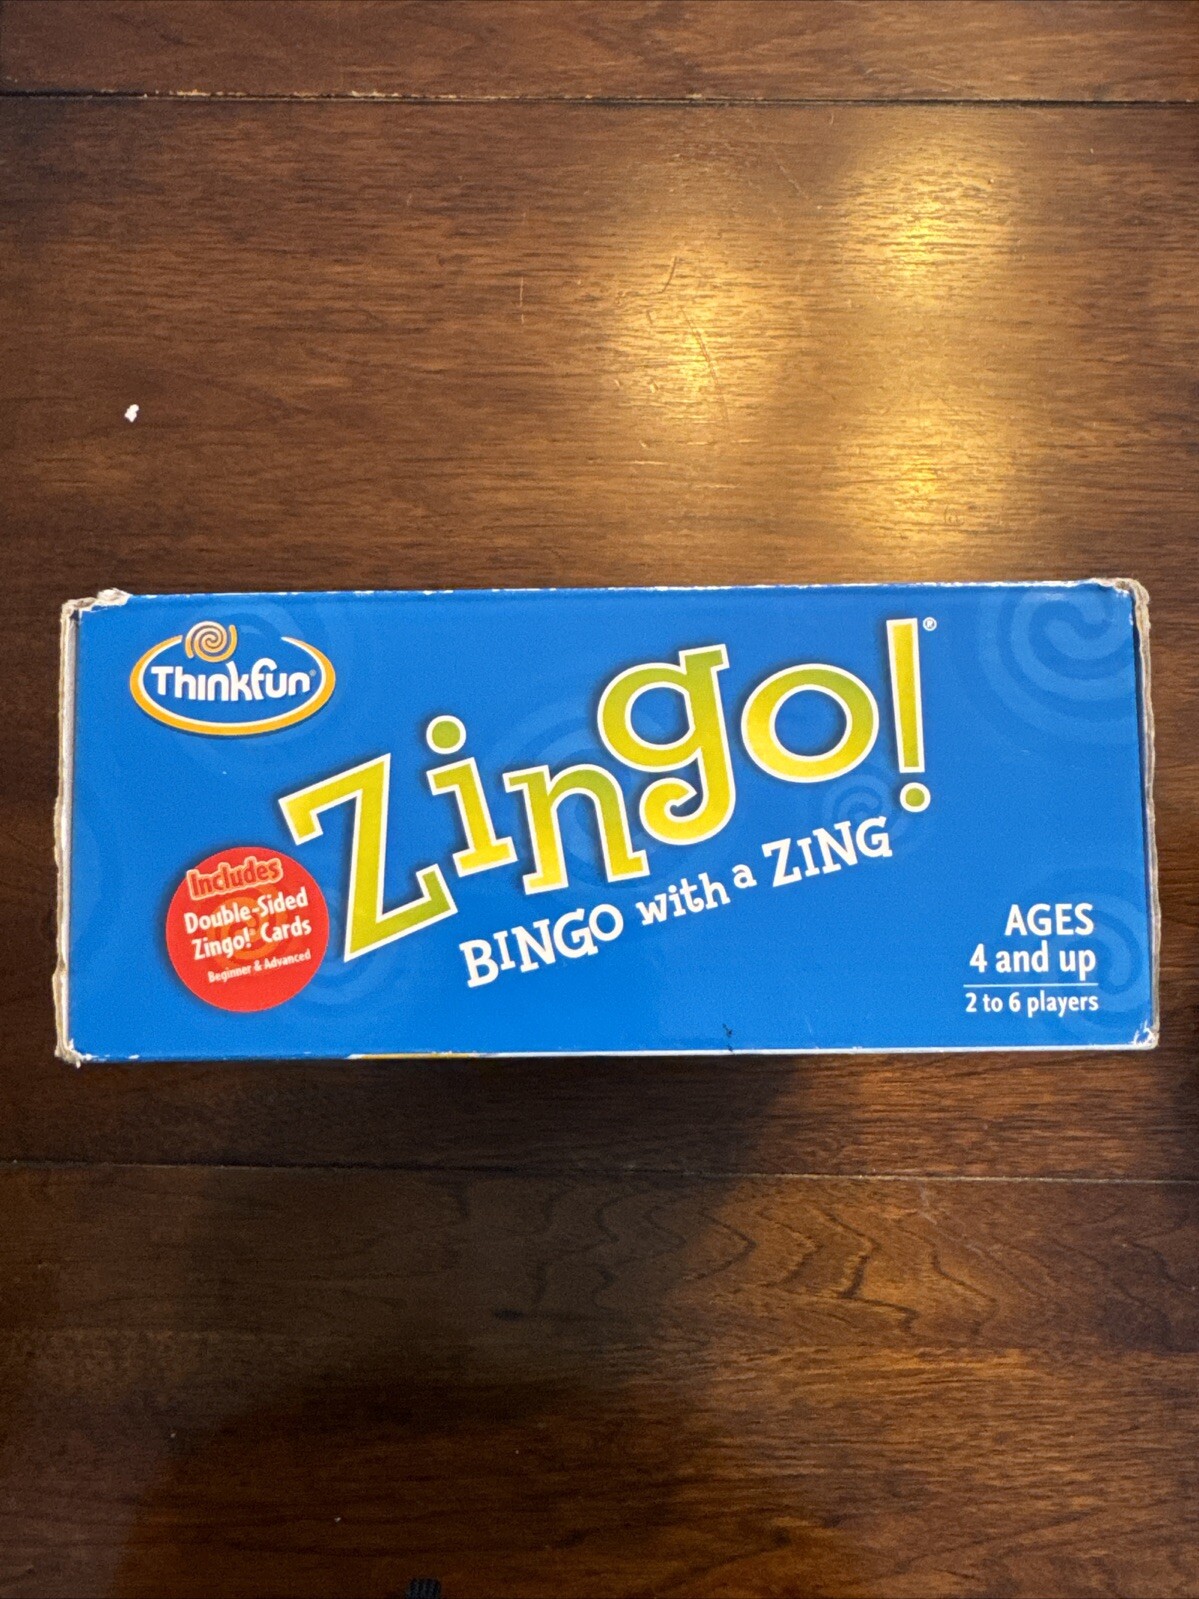 Thinkfun®
Zingo!®
BINGO with a ZING
Includes
Double-Sided
Zingo!® Cards
Beginner & Advanced
AGES
4 and up
2 to 6 players